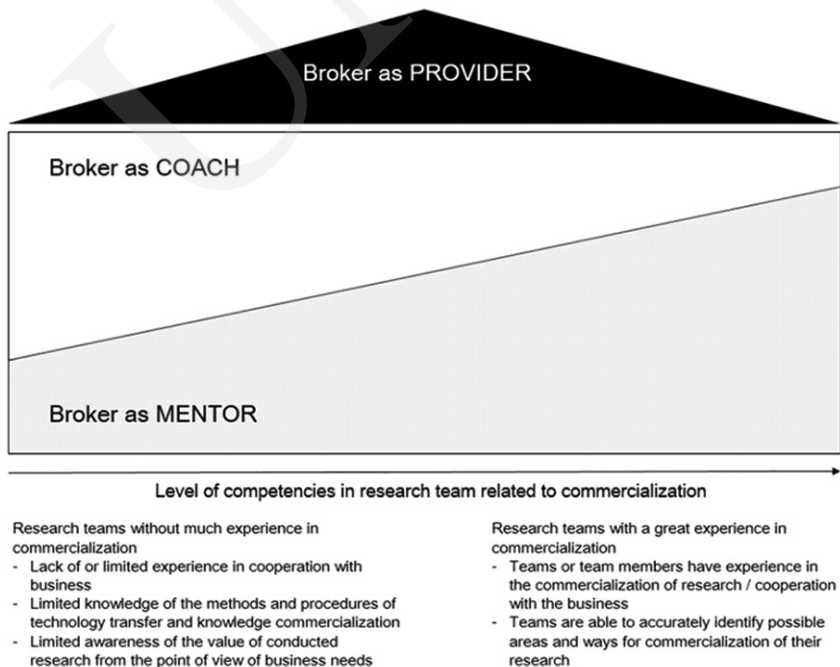 Broker as PROVIDER
Broker as COACH
Broker as MENTOR
Level of competencies in research team related to commercialization
Research teams without much experience in
commercialization
- Lack of or limited experience in cooperation with
business
- Limited knowledge of the methods and procedures of
technology transfer and knowledge commercialization
- Limited awareness of the value of conducted
research from the point of view of business needs
Research teams with a great experience in
commercialization
- Teams or team members have experience in
the commercialization of research / cooperation
with the business
- Teams are able to accurately identify possible
areas and ways for commercialization of their
research